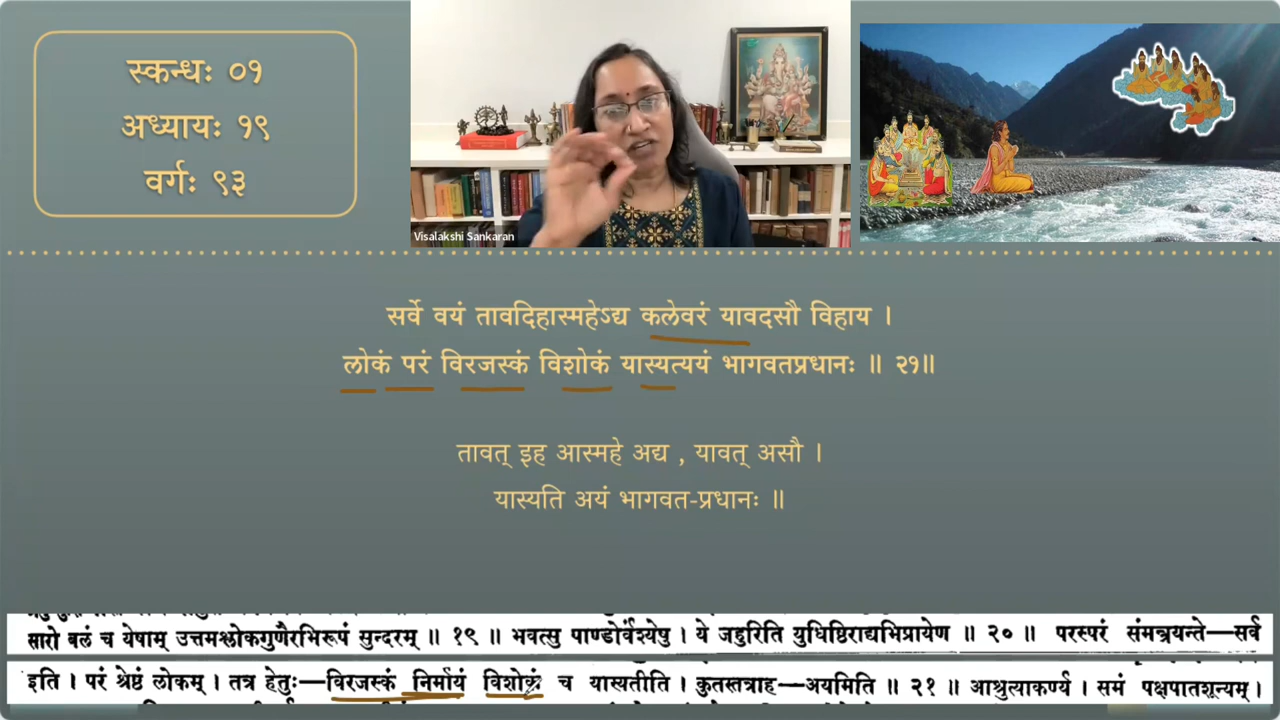 स्कन्धः ०१
अध्यायः १९
वर्गः ९३
Visalakshi Sankaran
सर्वे वयं तावदिहास्महेऽद्य कलेवरं यावदसौ विहाय ।
लोकं परं विरजस्कं विशोकं यास्यत्ययं भागवतप्रधानः ॥ २१॥
तावत् इह आस्महे अद्य , यावत् असौ ।
यास्यति अयं भागवत-प्रधानः ॥
सारो बलं च येषाम् उत्तमश्लोकगुणैरभिरूपं सुन्दरम् ॥ १९ ॥ भवत्सु पाण्डोर्वंश्येषु । ये जहुरिति युधिष्ठिराद्यभिप्रायेण ॥ २० ॥ परस्परं संमन्त्रयन्ते—सर्व
इति । परं श्रेष्ठं लोकम् । तत्र हेतुः—विरजस्कं निर्मायं विशोकं च यास्यतीति । कुतस्तत्राह—अयमिति ॥ २१ ॥ आश्रुत्याकर्ण्य । समं पक्षपातशून्यम् ।